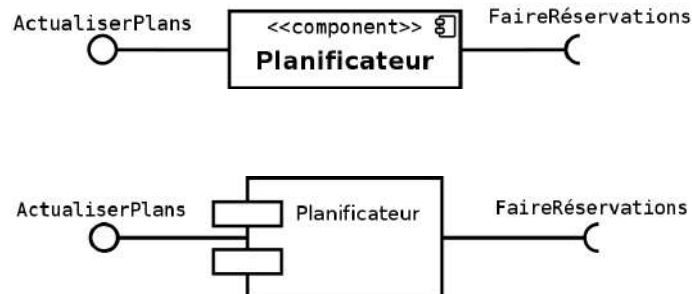 ActualiserPlans
<<component>>
Planificateur
FaireRéservations
ActualiserPlans
Planificateur
FaireRéservations